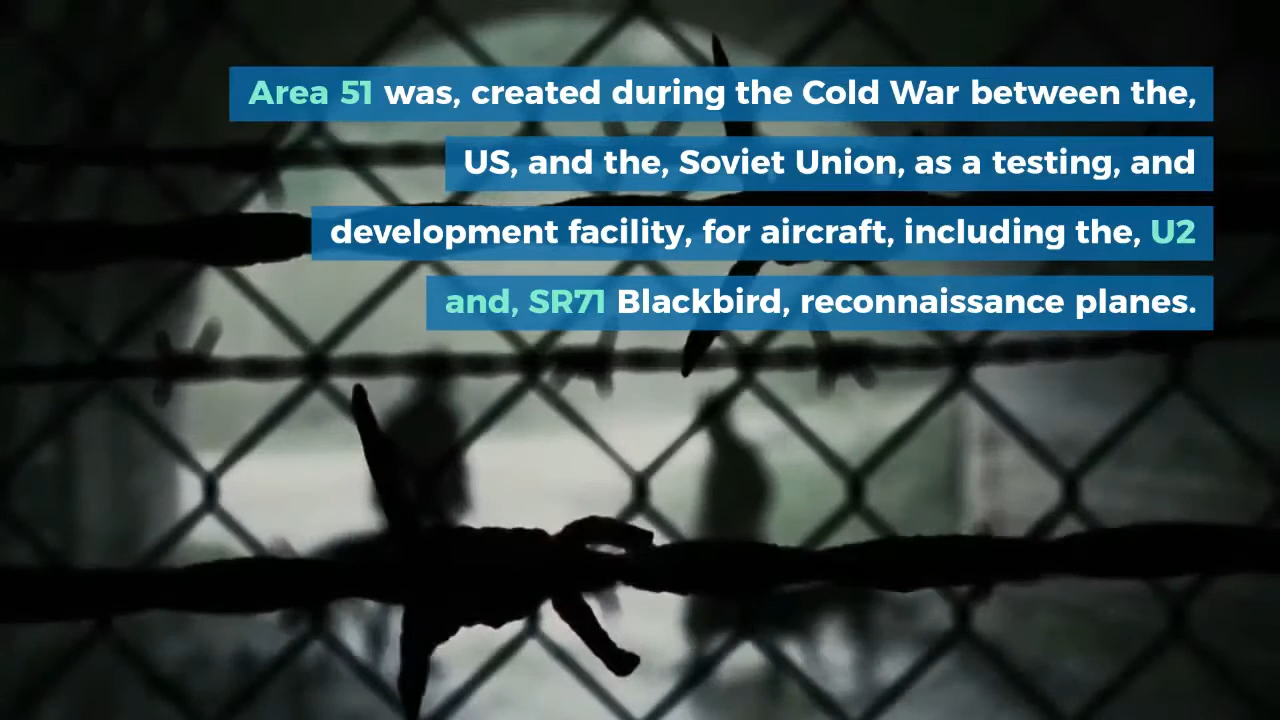 Area 51 was, created during the Cold War between the,
US, and the, Soviet Union, as a testing, and
development facility, for aircraft, including the, U2
and, SR71 Blackbird, reconnaissance planes.